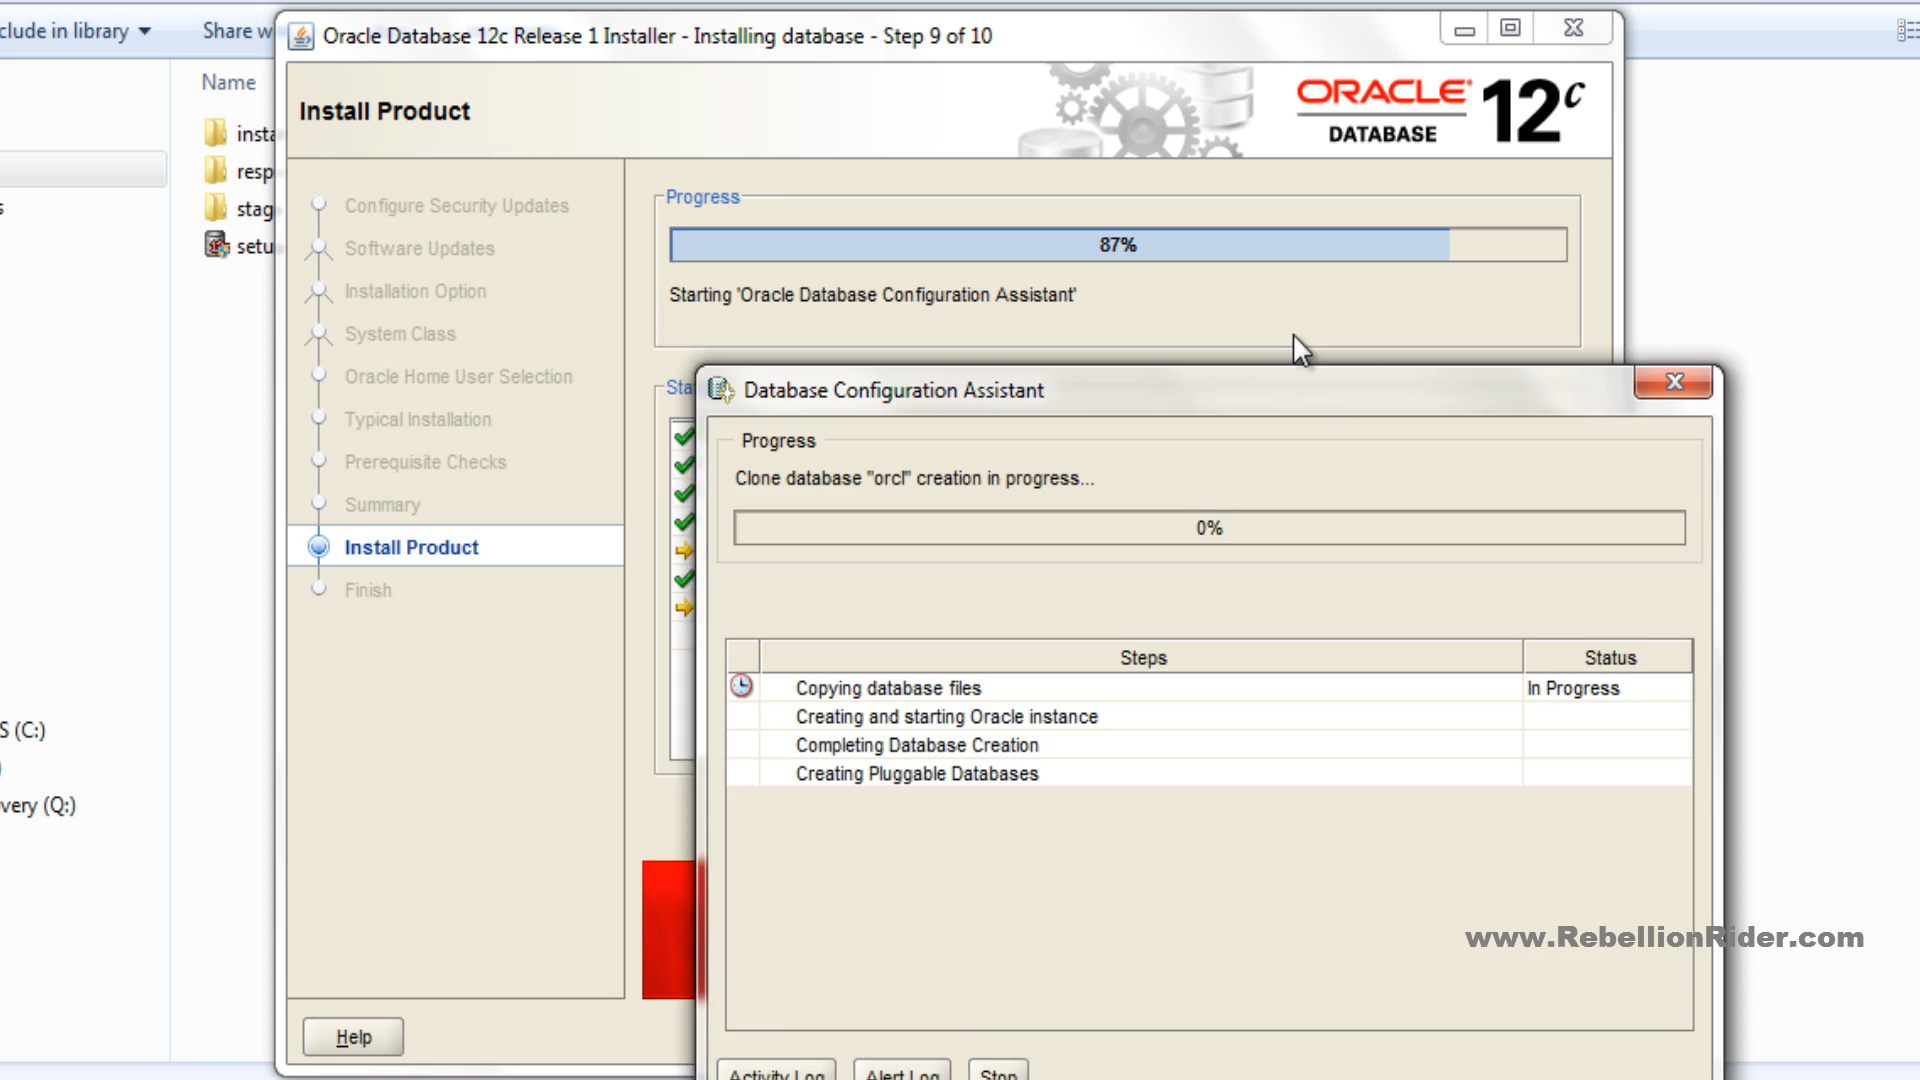 clude in library
Share w
Oracle Database 12c Release 1 Installer - Installing database - Step 9 of 10
Name
Install Product
ORACLE
DATABASE
12c
insta
resp
stag
setu
Configure Security Updates
Software Updates
Installation Option
System Class
Oracle Home User Selection
Typical Installation
Prerequisite Checks
Summary
Install Product
Finish
Progress
87%
Starting 'Oracle Database Configuration Assistant'
Sta
Database Configuration Assistant
Progress
Clone database "orcl" creation in progress...
0%
Steps Status
Copying database files In Progress
Creating and starting Oracle instance
Completing Database Creation
Creating Pluggable Databases
s
S (C:)
)
very (Q:)
www.RebellionRider.com
Help
Activity Log
Alert Log
Stop